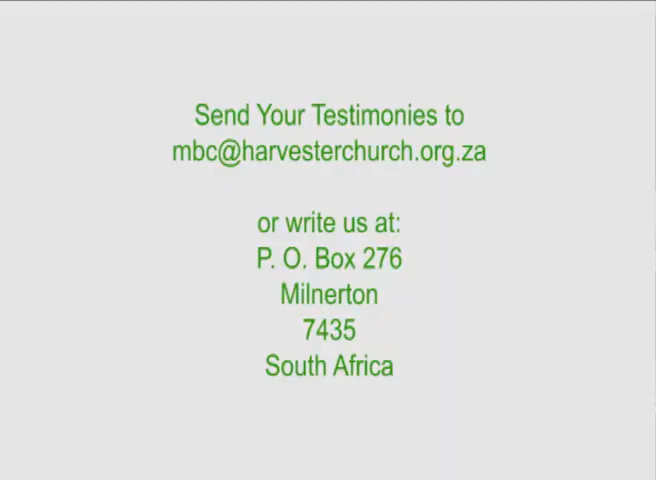 Send Your Testimonies to
mbc@harvesterchurch.org.za
or write us at:
P. O. Box 276
Milnerton
7435
South Africa